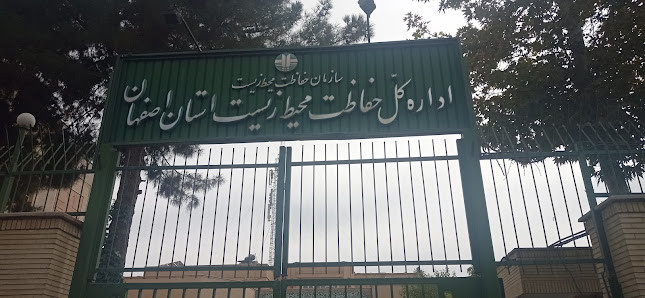 سازمان حفاظت محیط زیست
اداره کل حفاظت محیط زیست استان اصفهان